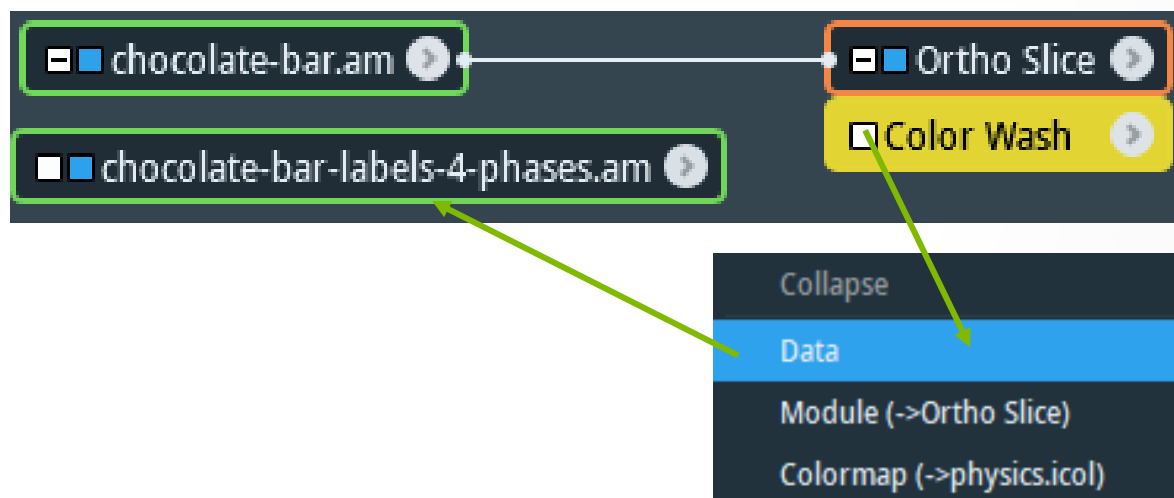 chocolate-bar.am
Ortho Slice
Color Wash
chocolate-bar-labels-4-phases.am
Collapse
Data
Module (->Ortho Slice)
Colormap (->physics.icol)